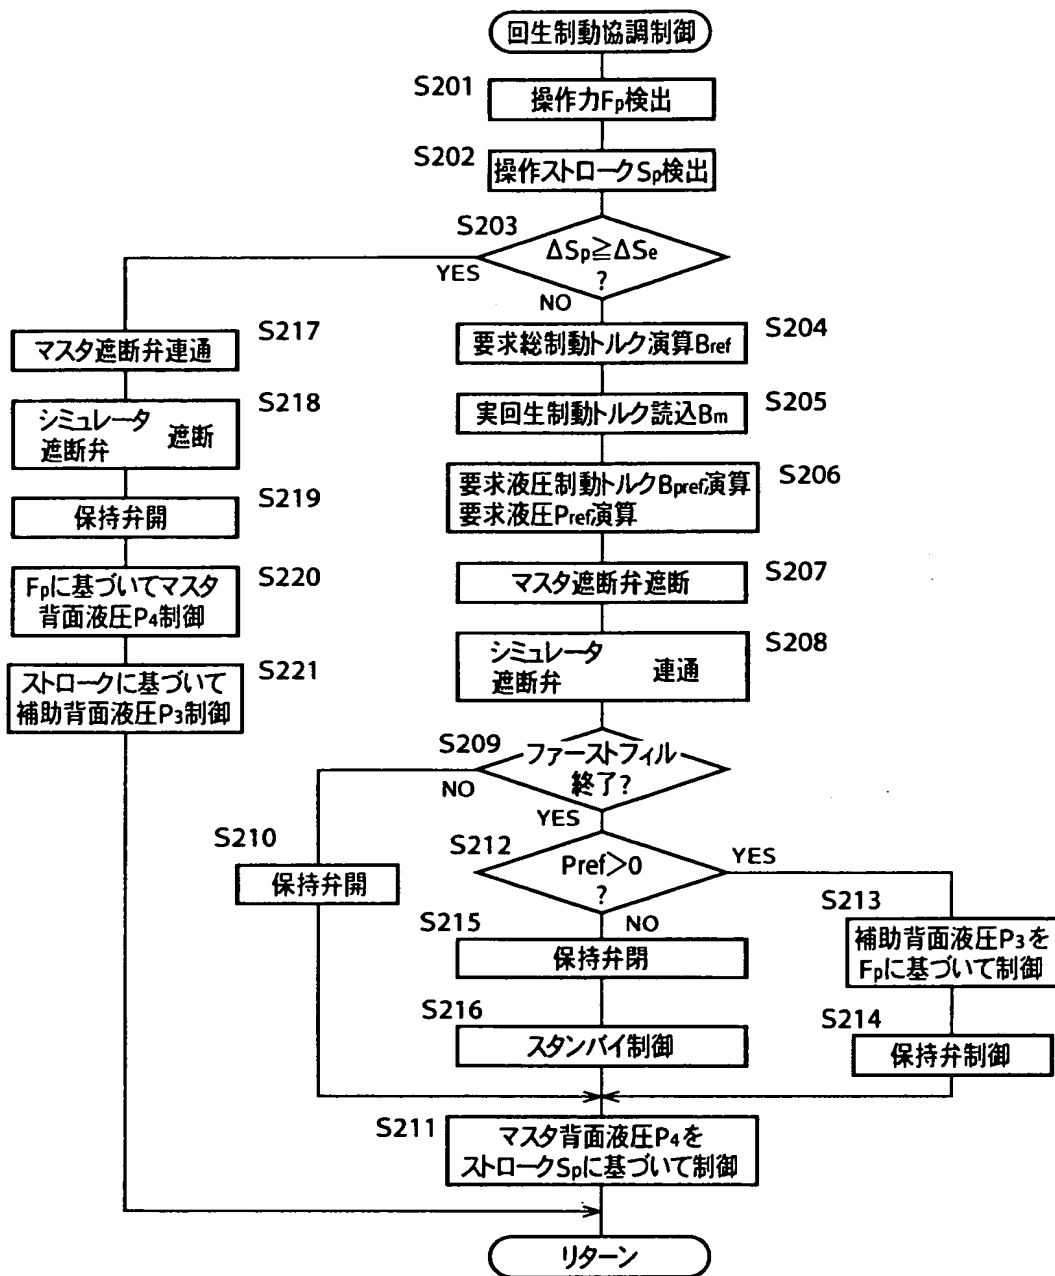 回生制動協調制御
S201
操作力Fp検出
S202
操作ストロークSp検出
S203
ΔSp≧ΔSe
?
YES
NO
S217
マスタ遮断弁連通
S218
シミュレータ
遮断弁 遮断
S219
保持弁開
S220
Fpに基づいてマスタ
背面液圧P4制御
S221
ストロークに基づいて
補助背面液圧P3制御
S204
要求総制動トルク演算Bref
S205
実回生制動トルク読込Bm
S206
要求液圧制動トルクBpref演算
要求液圧Pref演算
S207
マスタ遮断弁遮断
S208
シミュレータ
遮断弁 連通
S209
ファーストフィル
終了?
NO
YES
S210
保持弁開
S212
Pref>0
?
YES
NO
S213
補助背面液圧P3を
Fpに基づいて制御
S214
保持弁制御
S215
保持弁閉
S216
スタンバイ制御
S211
マスタ背面液圧P4を
ストロークSpに基づいて制御
リターン